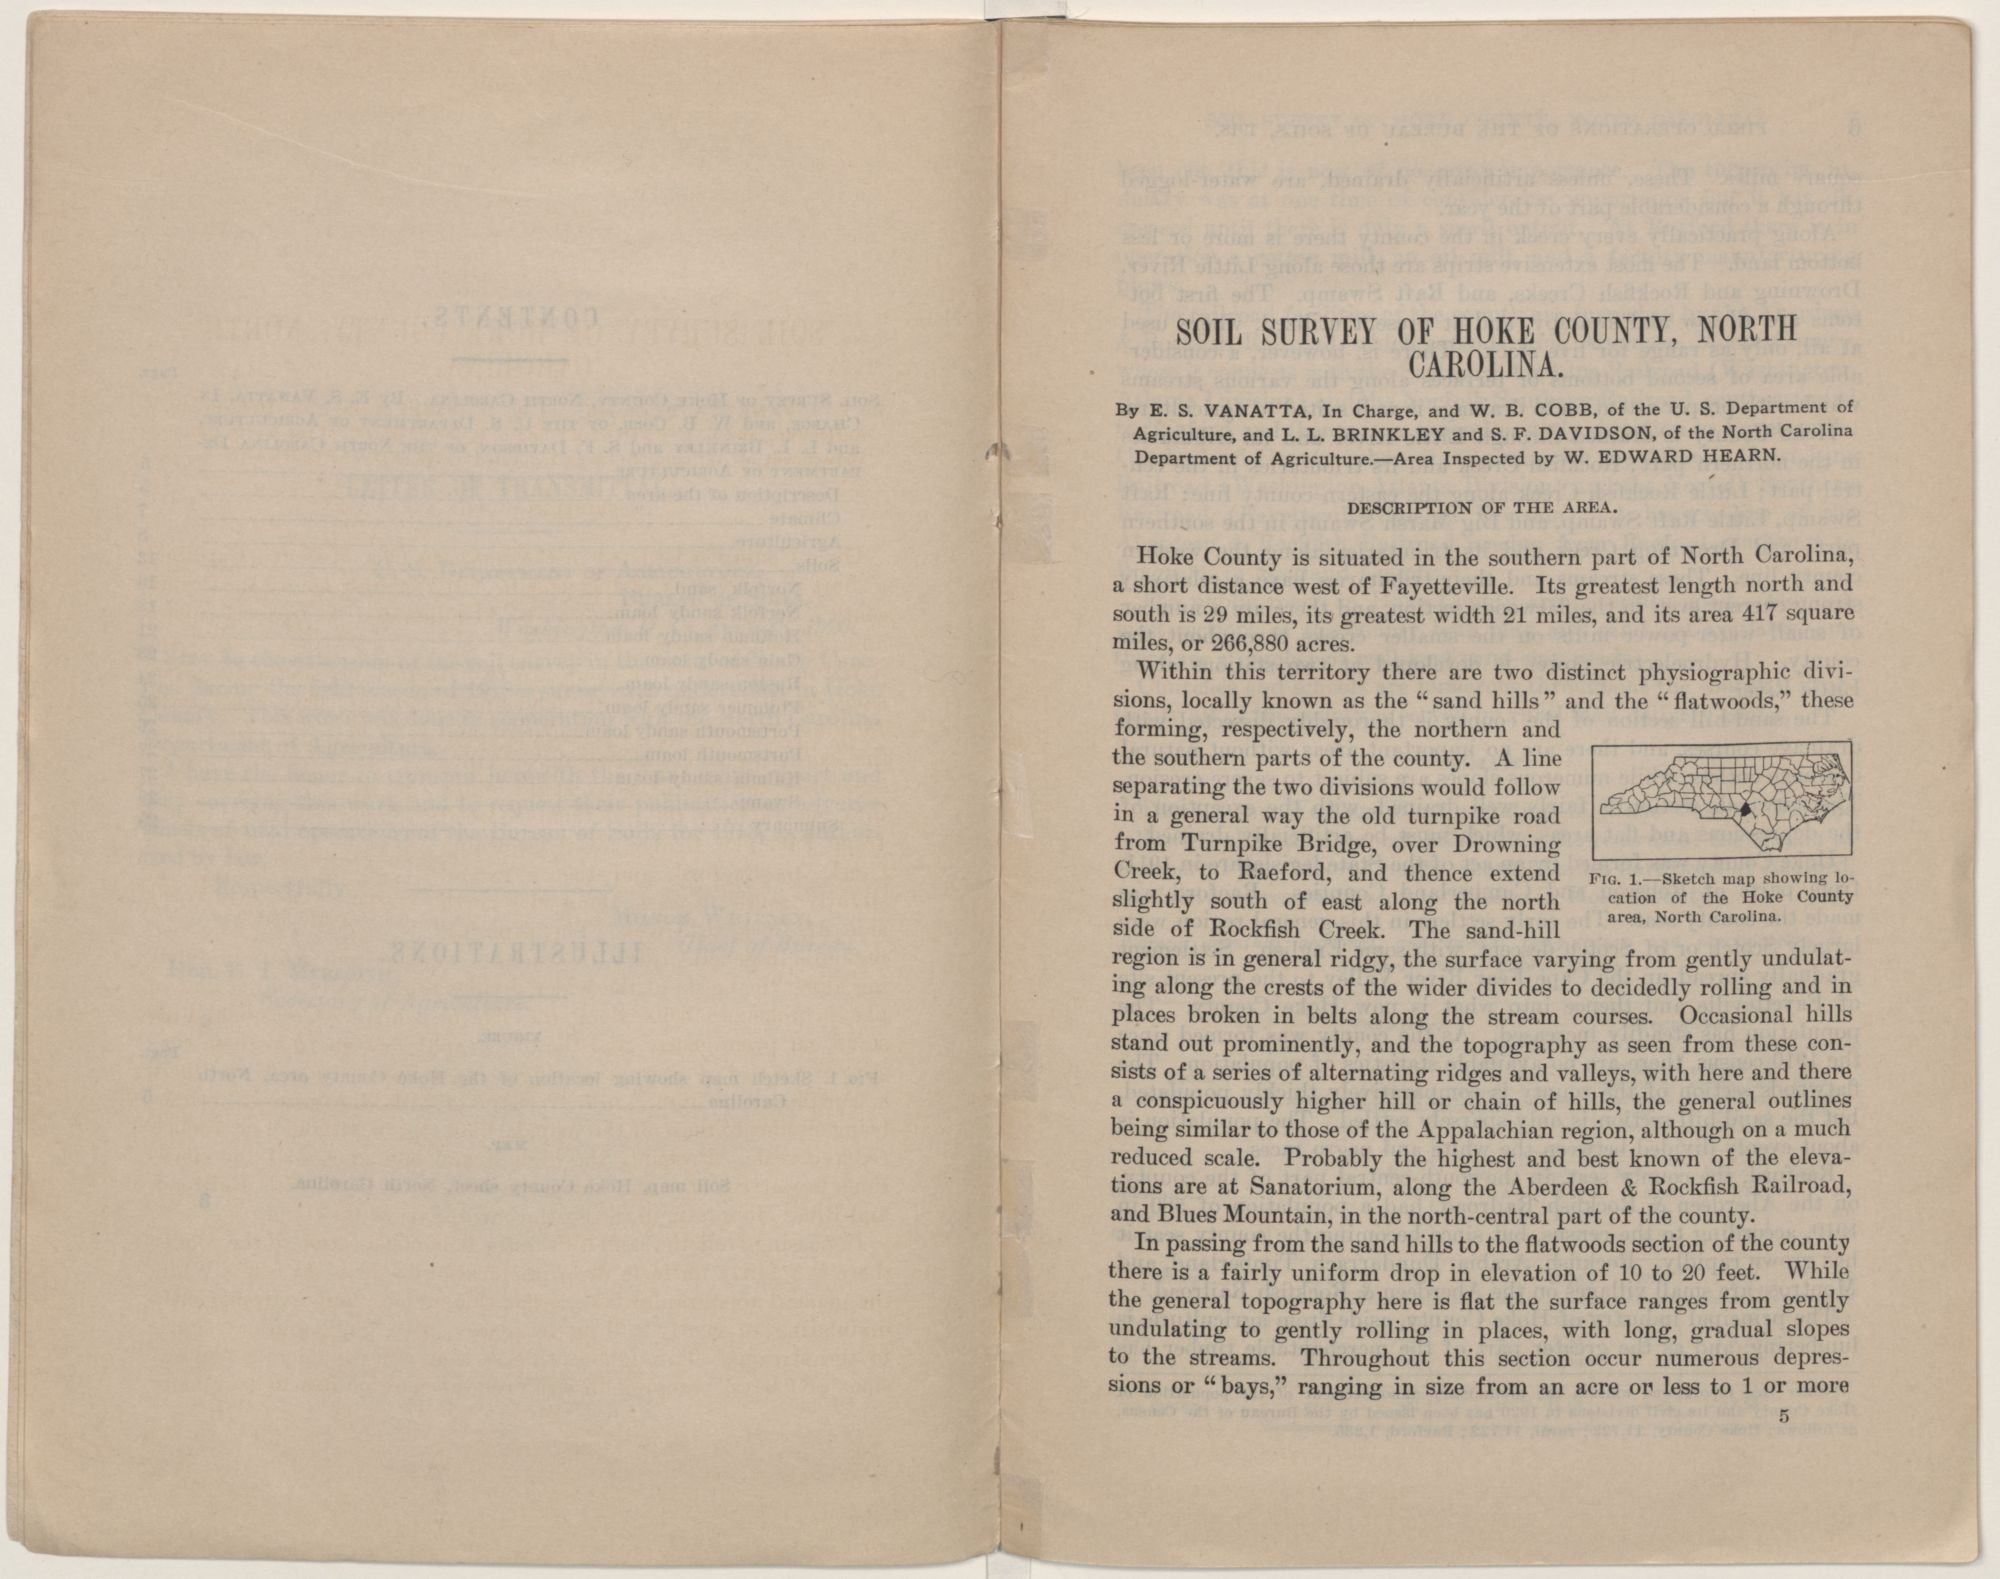 SOIL SURVEY OF HOKE COUNTY, NORTH
CAROLINA.
By E. S. VANATTA, In Charge, and W. B. COBB, of the U. S. Department of
Agriculture, and L. L. BRINKLEY and S. F. DAVIDSON, of the North Carolina
Department of Agriculture.—Area Inspected by W. EDWARD HEARN.
DESCRIPTION OF THE AREA.
Hoke County is situated in the southern part of North Carolina,
a short distance west of Fayetteville. Its greatest length north and
south is 29 miles, its greatest width 21 miles, and its area 417 square
miles, or 266,880 acres.
Within this territory there are two distinct physiographic divi-
sions, locally known as the "sand hills" and the "flatwoods," these
forming, respectively, the northern and
the southern parts of the county. A line
separating the two divisions would follow
in a general way the old turnpike road
from Turnpike Bridge, over Drowning
Creek, to Raeford, and thence extend
slightly south of east along the north
side of Rockfish Creek. The sand-hill
FIG. 1.—Sketch map showing lo-
cation of the Hoke County
area, North Carolina.
region is in general ridgy, the surface varying from gently undulat-
ing along the crests of the wider divides to decidedly rolling and in
places broken in belts along the stream courses. Occasional hills
stand out prominently, and the topography as seen from these con-
sists of a series of alternating ridges and valleys, with here and there
a conspicuously higher hill or chain of hills, the general outlines
being similar to those of the Appalachian region, although on a much
reduced scale. Probably the highest and best known of the eleva-
tions are at Sanatorium, along the Aberdeen & Rockfish Railroad,
and Blues Mountain, in the north-central part of the county.
In passing from the sand hills to the flatwoods section of the county
there is a fairly uniform drop in elevation of 10 to 20 feet. While
the general topography here is flat the surface ranges from gently
undulating to gently rolling in places, with long, gradual slopes
to the streams. Throughout this section occur numerous depres-
sions or "bays," ranging in size from an acre or less to 1 or more
5